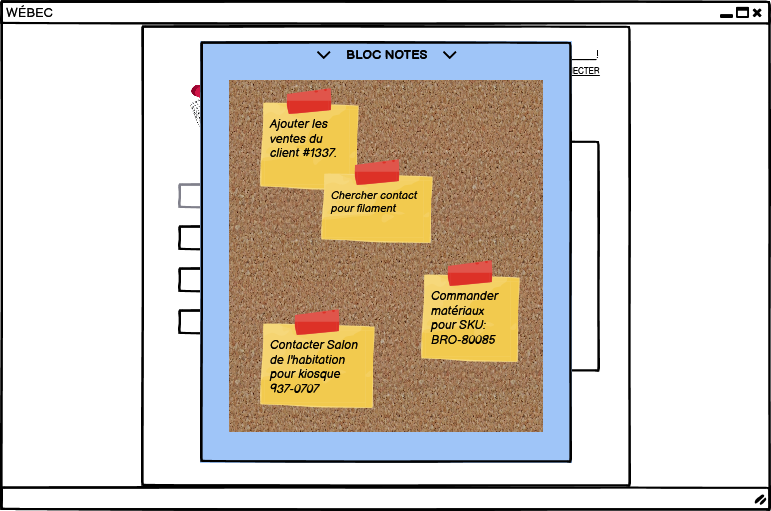 WÉBEC
BLOC NOTES
!
ECTER
Ajouter les
ventes du
client #1337.
Chercher contact
pour filament
Commander
matériaux
pour SKU:
BRO-80085
Contacter Salon
de l'habitation
pour kiosque
937-0707